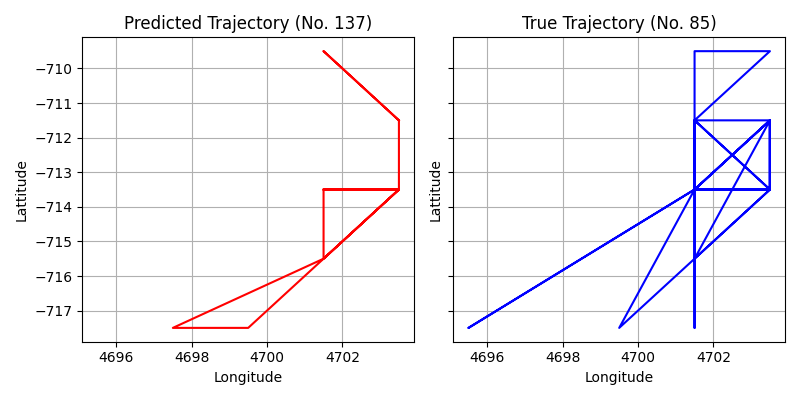 Predicted Trajectory (No. 137)
True Trajectory (No. 85)
−710
−711
−712
−713
−714
−715
−716
−717
Lattitude
Lattitude
4696 4698 4700 4702
4696 4698 4700 4702
Longitude
Longitude